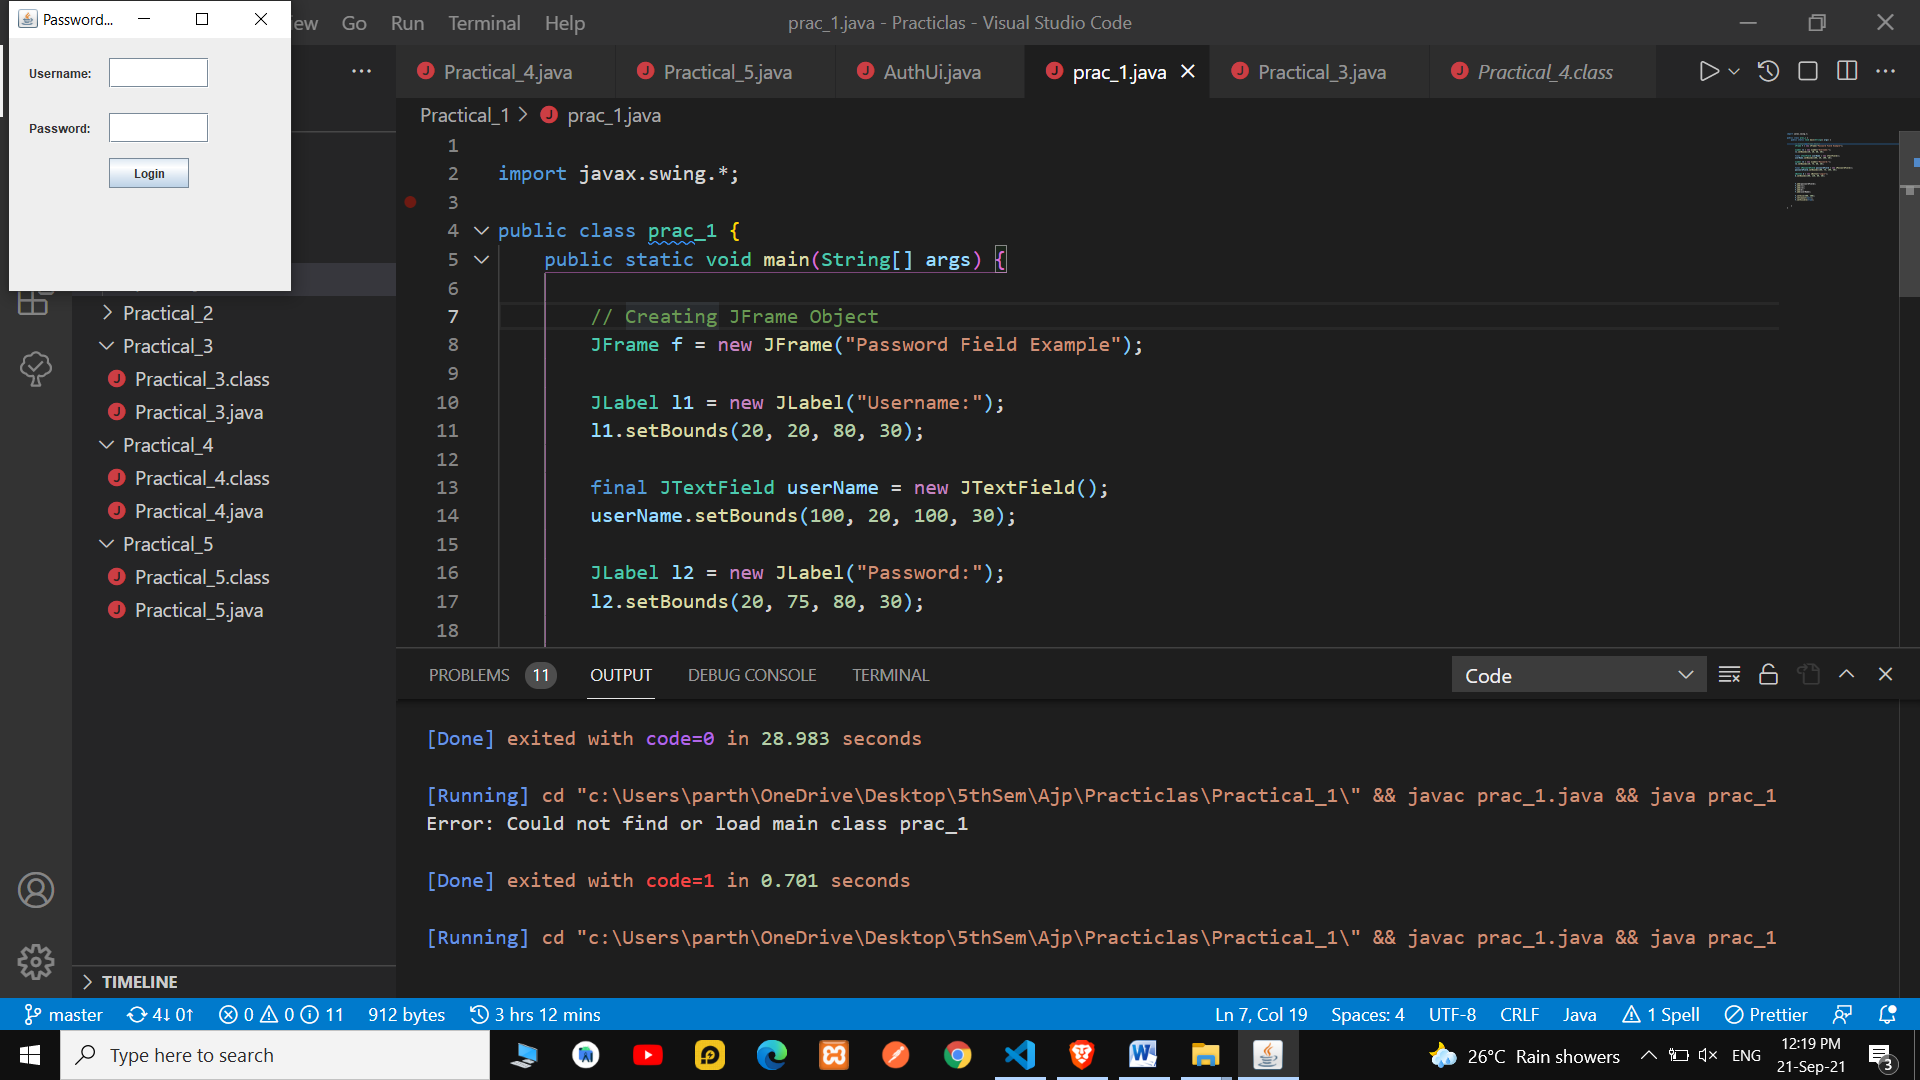 Password...
ew Go Run Terminal Help
prac_1.java - Practiclas - Visual Studio Code
Username:
Password:
Login
Practical_4.java
Practical_5.java
AuthUi.java
prac_1.java
Practical_3.java
Practical_4.class
Practical_1 > prac_1.java
Practical_2
Practical_3
Practical_3.class
Practical_3.java
Practical_4
Practical_4.class
Practical_4.java
Practical_5
Practical_5.class
Practical_5.java
TIMELINE
1
2 import javax.swing.*;
3
4 public class prac_1 {
5 public static void main(String[] args) {
6
7 // Creating JFrame Object
8 JFrame f = new JFrame("Password Field Example");
9
10 JLabel l1 = new JLabel("Username:");
11 l1.setBounds(20, 20, 80, 30);
12
13 final JTextField userName = new JTextField();
14 userName.setBounds(100, 20, 100, 30);
15
16 JLabel l2 = new JLabel("Password:");
17 l2.setBounds(20, 75, 80, 30);
18
PROBLEMS 11 OUTPUT DEBUG CONSOLE TERMINAL
Code
[Done] exited with code=0 in 28.983 seconds
[Running] cd "c:\Users\parth\OneDrive\Desktop\5thSem\Ajp\Practiclas\Practical_1\" && javac prac_1.java && java prac_1
Error: Could not find or load main class prac_1
[Done] exited with code=1 in 0.701 seconds
[Running] cd "c:\Users\parth\OneDrive\Desktop\5thSem\Ajp\Practiclas\Practical_1\" && javac prac_1.java && java prac_1
master 4↓ 0↑ 0 0 11 912 bytes 3 hrs 12 mins
Ln 7, Col 19 Spaces: 4 UTF-8 CRLF Java 1 Spell Prettier
Type here to search
26°C Rain showers
ENG
12:19 PM
21-Sep-21
3